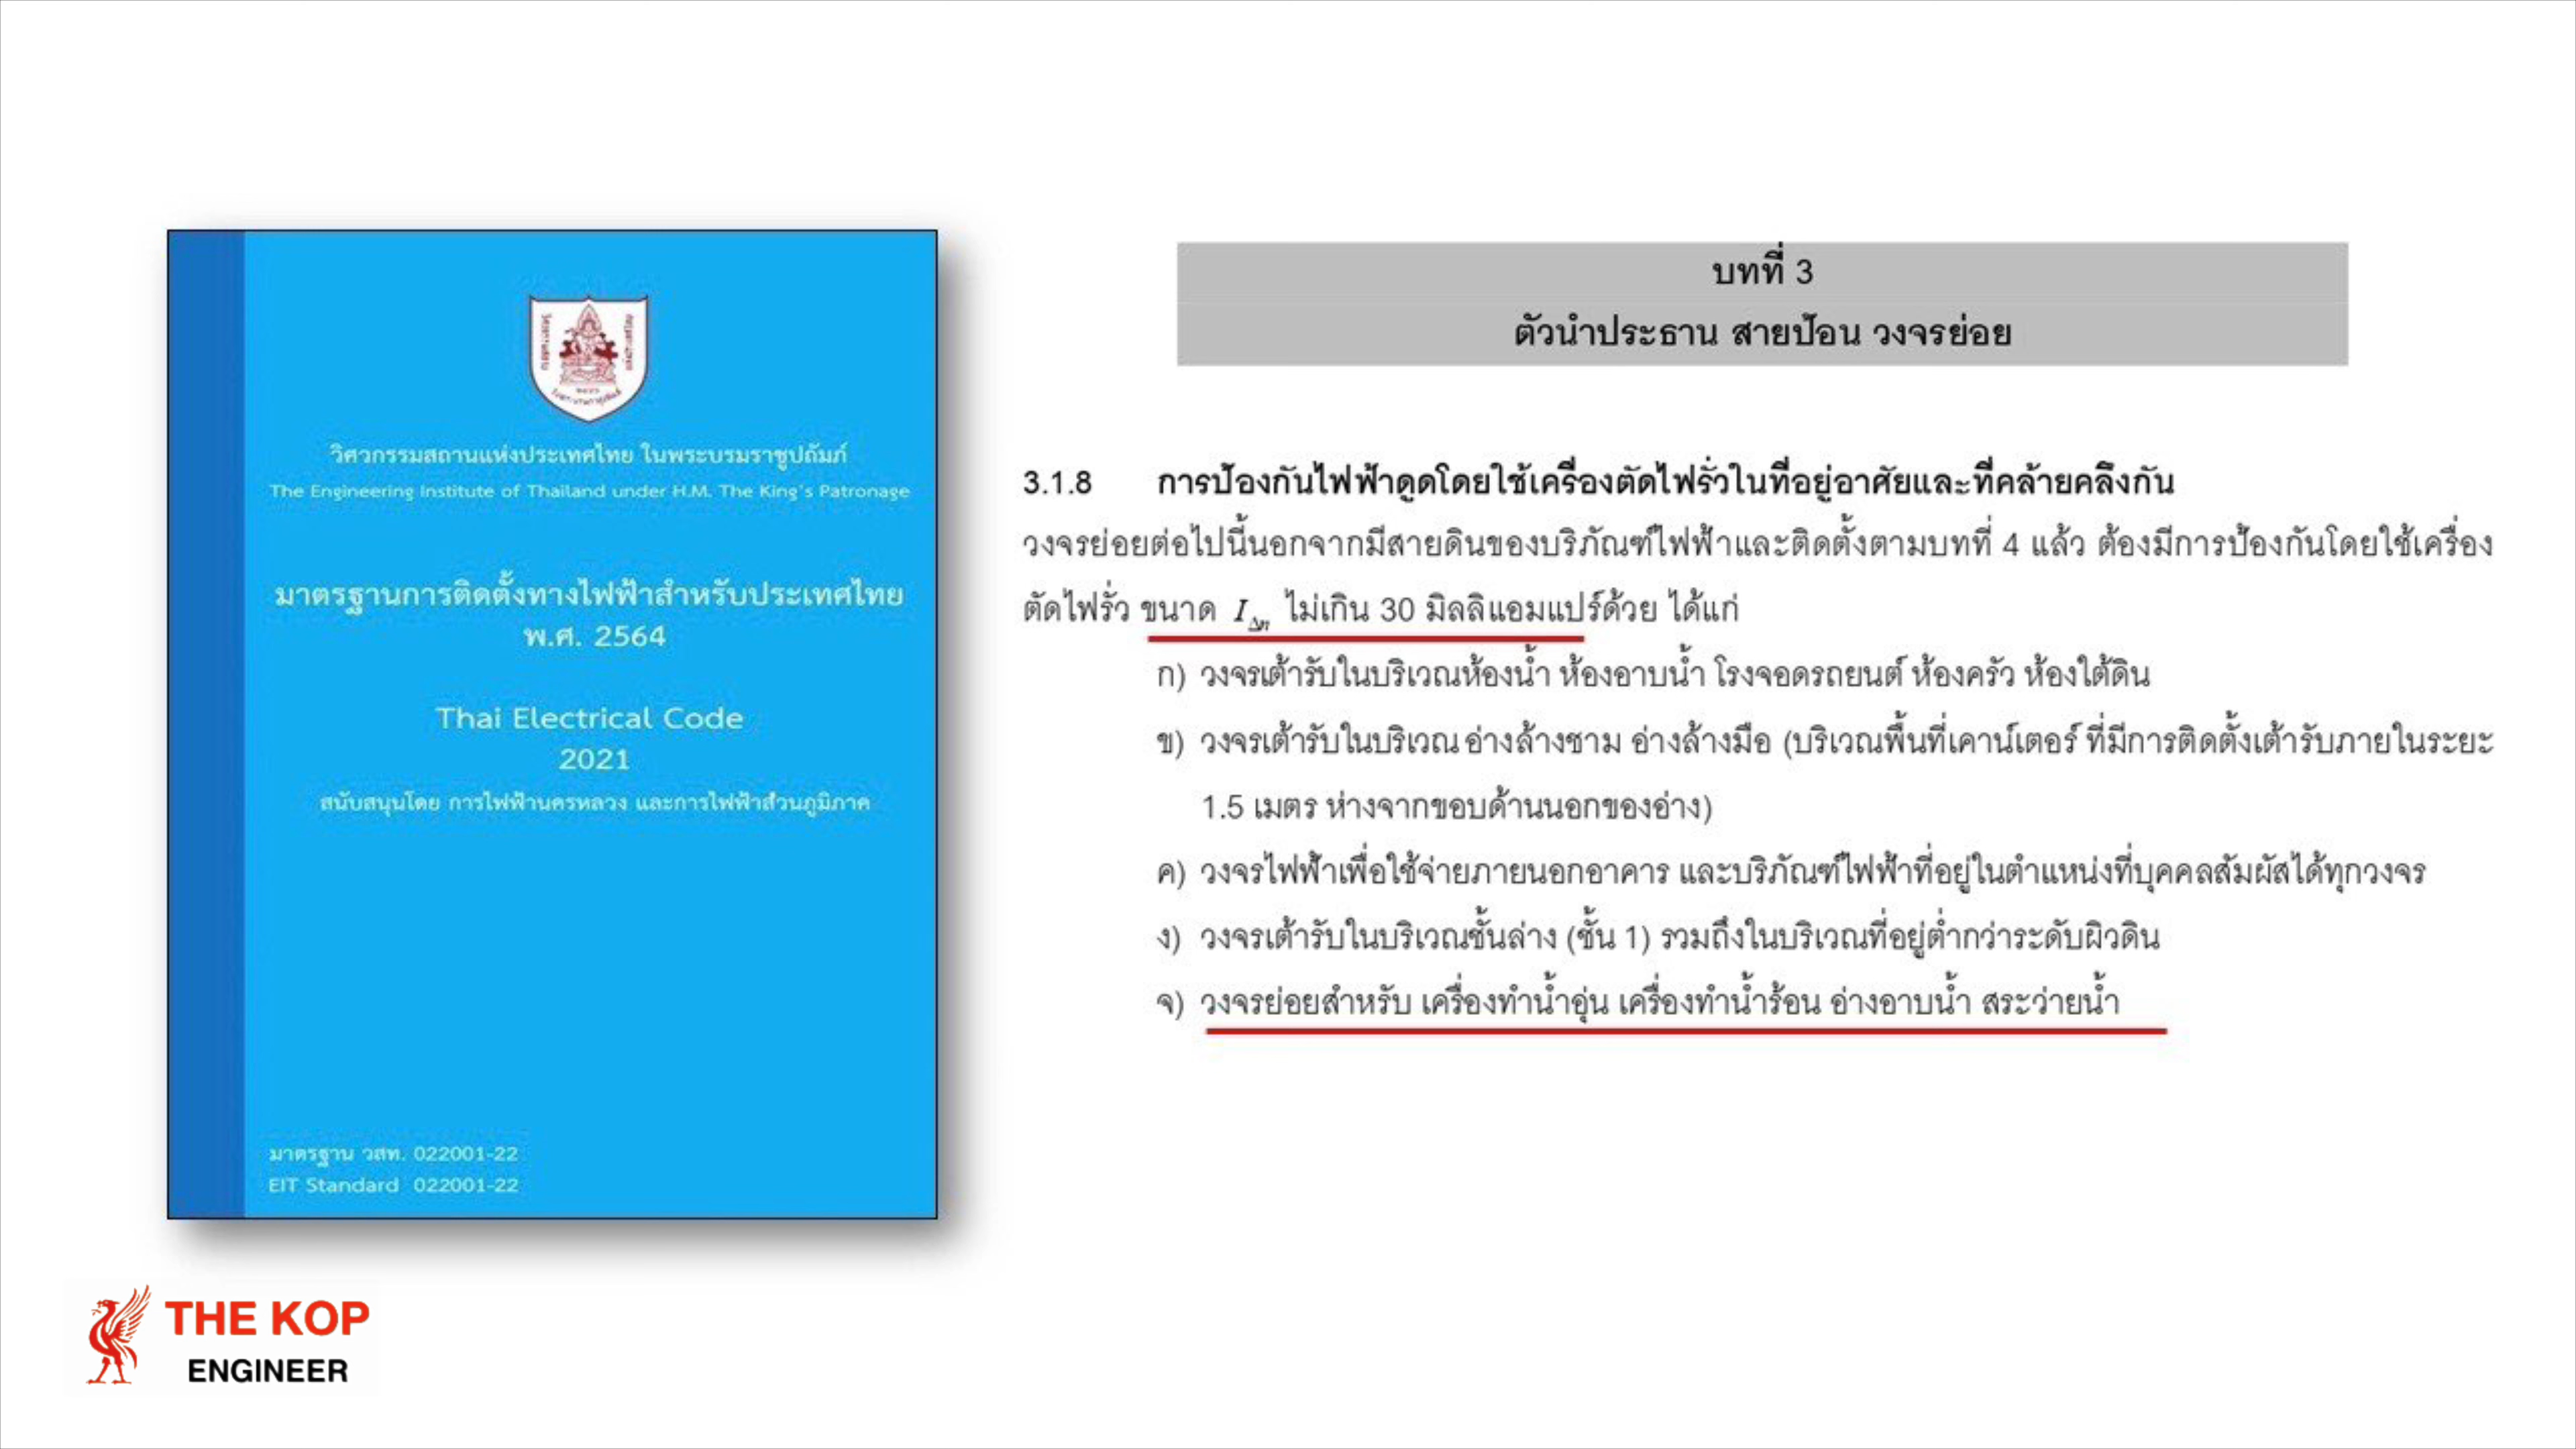 วิศวกรรมสถานแห่งประเทศไทย ในพระบรมราชูปถัมภ์
The Engineering Institute of Thailand under H.M. The King's Patronage
มาตรฐานการติดตั้งทางไฟฟ้าสำหรับประเทศไทย
พ.ศ. 2564
Thai Electrical Code
2021
สนับสนุนโดย การไฟฟ้านครหลวง และการไฟฟ้าส่วนภูมิภาค
มาตรฐาน วสท. 022001-22
EIT Standard 022001-22
THE KOP
ENGINEER
บทที่ 3
ตัวนำประธาน สายป้อน วงจรย่อย
3.1.8 การป้องกันไฟฟ้าดูดโดยใช้เครื่องตัดไฟรั่วในที่อยู่อาศัยและที่คล้ายคลึงกัน
วงจรย่อยต่อไปนี้นอกจากมีสายดินของบริภัณฑ์ไฟฟ้าและติดตั้งตามบทที่ 4 แล้ว ต้องมีการป้องกันโดยใช้เครื่อง
ตัดไฟรั่ว ขนาด IΔn ไม่เกิน 30 มิลลิแอมแปร์ด้วย ได้แก่
ก) วงจรเต้ารับในบริเวณห้องน้ำ ห้องอาบน้ำ โรงจอดรถยนต์ ห้องครัว ห้องใต้ดิน
ข) วงจรเต้ารับในบริเวณ อ่างล้างชาม อ่างล้างมือ (บริเวณพื้นที่เคาน์เตอร์ ที่มีการติดตั้งเต้ารับภายในระยะ
1.5 เมตร ห่างจากขอบด้านนอกของอ่าง)
ค) วงจรไฟฟ้าเพื่อใช้จ่ายภายนอกอาคาร และบริภัณฑ์ไฟฟ้าที่อยู่ในตำแหน่งที่บุคคลสัมผัสได้ทุกวงจร
ง) วงจรเต้ารับในบริเวณชั้นล่าง (ชั้น 1) รวมถึงในบริเวณที่อยู่ต่ำกว่าระดับผิวดิน
จ) วงจรย่อยสำหรับ เครื่องทำน้ำอุ่น เครื่องทำน้ำร้อน อ่างอาบน้ำ สระว่ายน้ำ